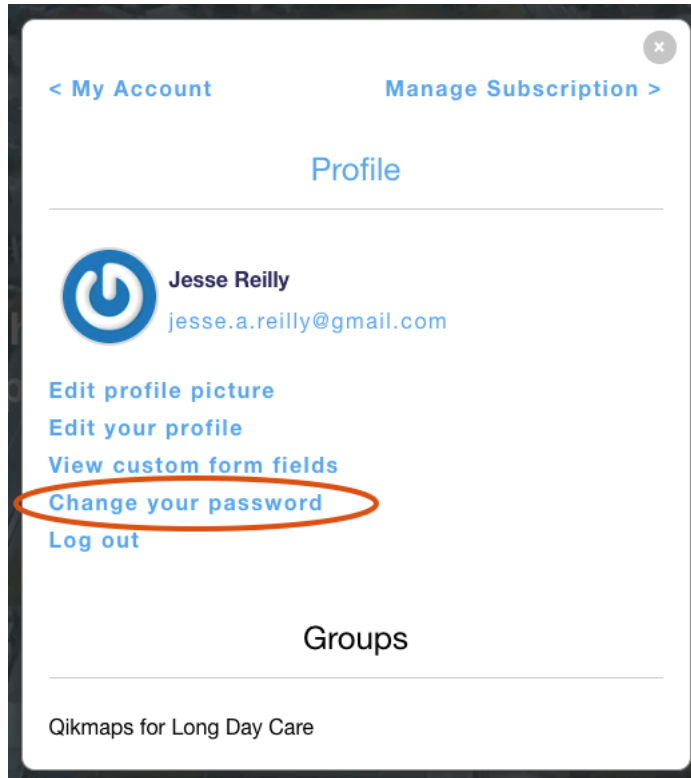 < My Account Manage Subscription >
Profile
Jesse Reilly
jesse.a.reilly@gmail.com
Edit profile picture
Edit your profile
View custom form fields
Change your password
Log out
Groups
Qikmaps for Long Day Care